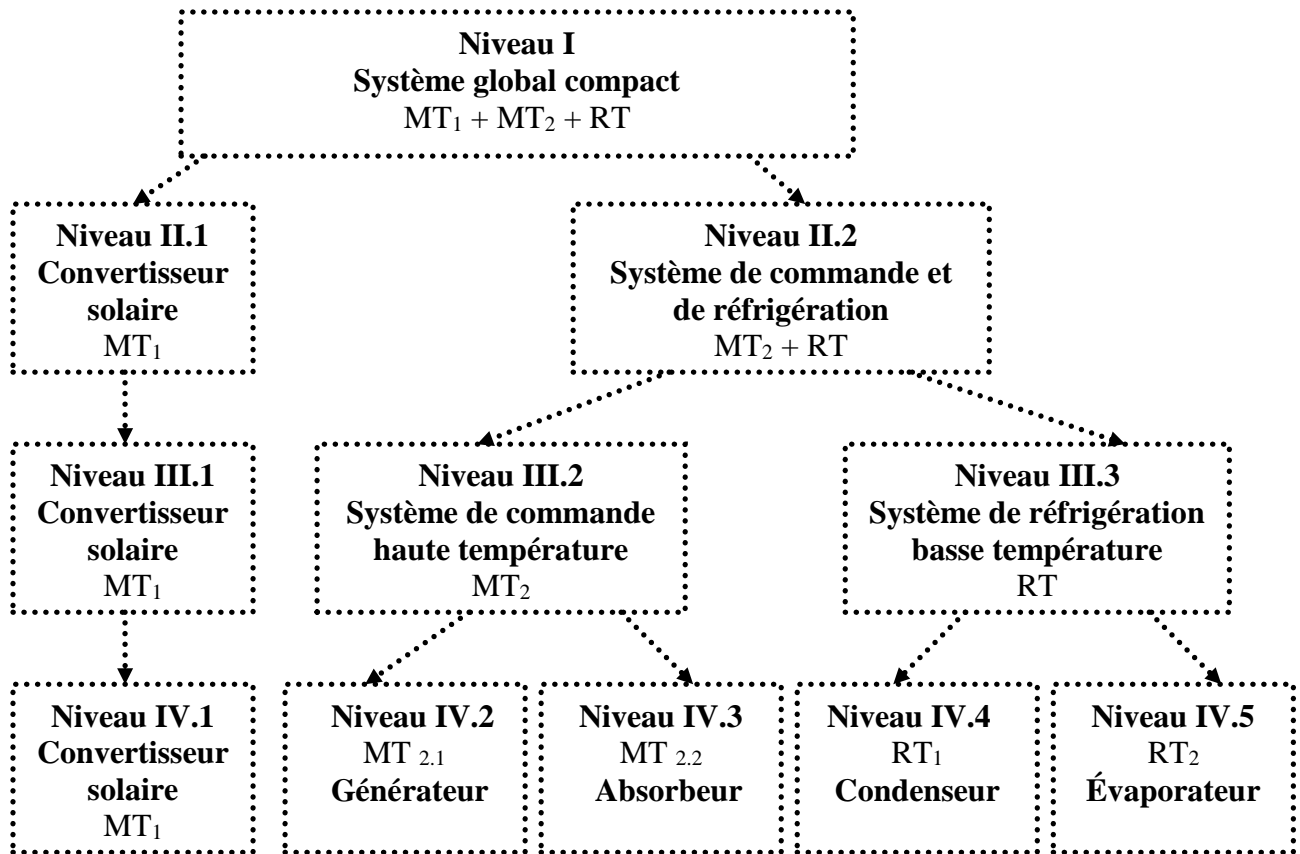 Niveau I
Système global compact
MT₁ + MT₂ + RT
Niveau II.1
Convertisseur
solaire
MT₁
Niveau II.2
Système de commande et
de réfrigération
MT₂ + RT
Niveau III.1
Convertisseur
solaire
MT₁
Niveau III.2
Système de commande
haute température
MT₂
Niveau III.3
Système de réfrigération
basse température
RT
Niveau IV.1
Convertisseur
solaire
MT₁
Niveau IV.2
MT ₂.₁
Générateur
Niveau IV.3
MT ₂.₂
Absorbeur
Niveau IV.4
RT₁
Condenseur
Niveau IV.5
RT₂
Évaporateur